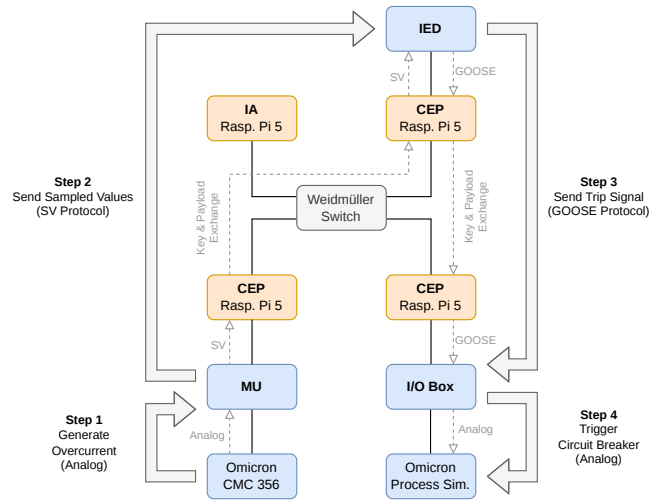 IED
SV
GOOSE
IA
Rasp. Pi 5
CEP
Rasp. Pi 5
Step 2
Send Sampled Values
(SV Protocol)
Key & Payload
Exchange
Weidmüller
Switch
Key & Payload
Exchange
Step 3
Send Trip Signal
(GOOSE Protocol)
CEP
Rasp. Pi 5
CEP
Rasp. Pi 5
SV
GOOSE
MU
I/O Box
Step 1
Generate
Overcurrent
(Analog)
Analog
Analog
Step 4
Trigger
Circuit Breaker
(Analog)
Omicron
CMC 356
Omicron
Process Sim.